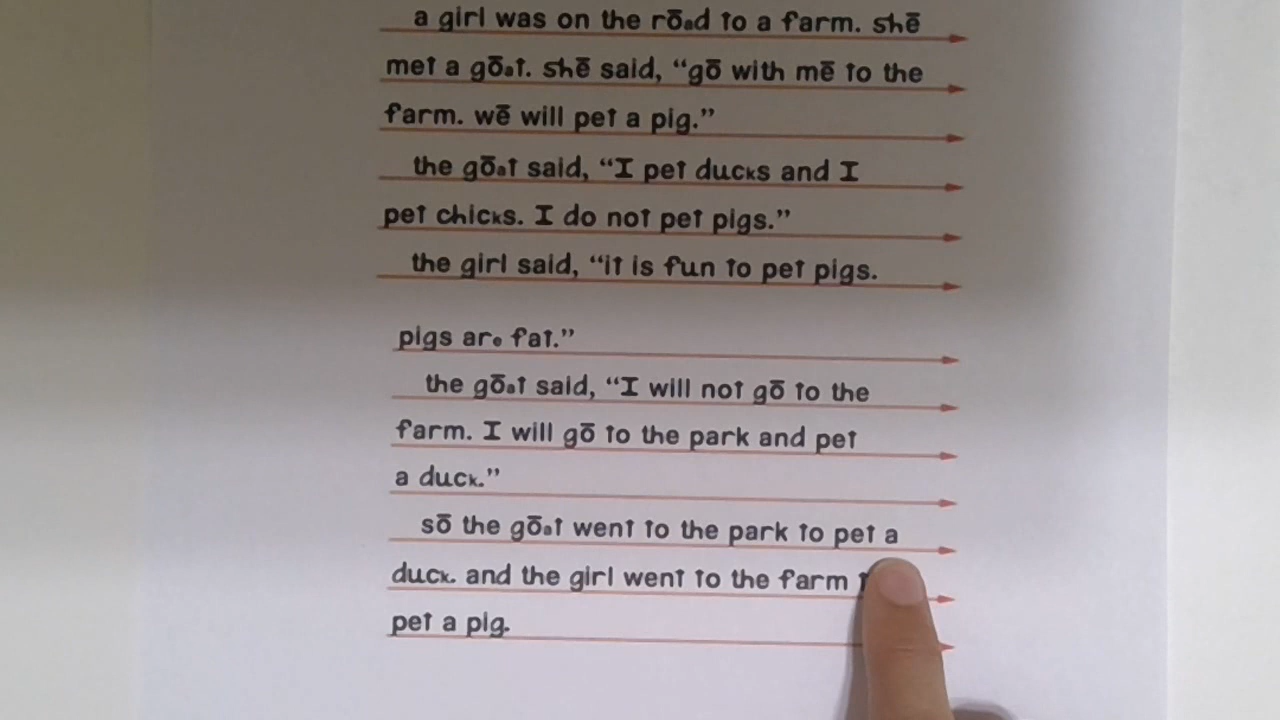 a girl was on the rōad to a farm. shē
met a gōat. shē said, “gō with mē to the
farm. wē will pet a pig.”
the gōat said, “I pet ducks and I
pet chicks. I do not pet pigs.”
the girl said, “it is fun to pet pigs.
pigs are fat.”
the gōat said, “I will not gō to the
farm. I will gō to the park and pet
a duck.”
sō the gōat went to the park to pet a
duck. and the girl went to the farm
pet a pig.